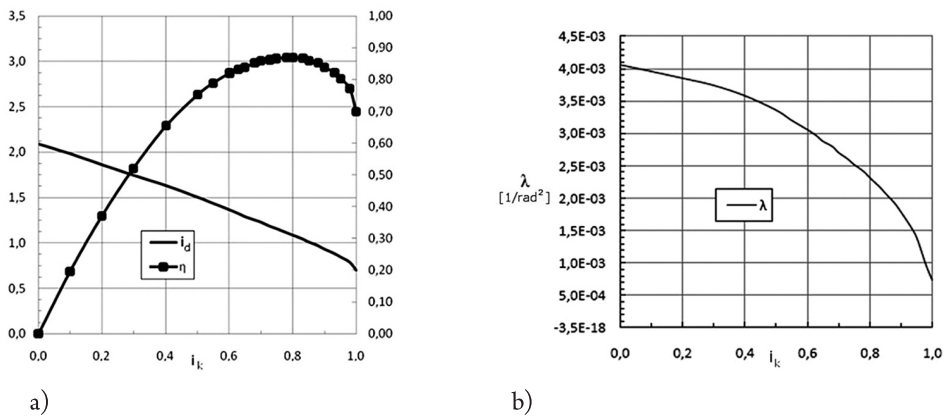 3,5
3,0
2,5
2,0
1,5
1,0
0,5
0,0
1,00
0,90
0,80
0,70
0,60
0,50
0,40
0,30
0,20
0,10
0,00
i_d
η
0,0 0,2 0,4 0,6 0,8 1,0
i_k
a)
4,5E-03
4,0E-03
3,5E-03
3,0E-03
2,5E-03
2,0E-03
1,5E-03
1,0E-03
5,0E-04
-3,5E-18
λ
[1/rad²]
λ
0,0 0,2 0,4 0,6 0,8 1,0
i_k
b)